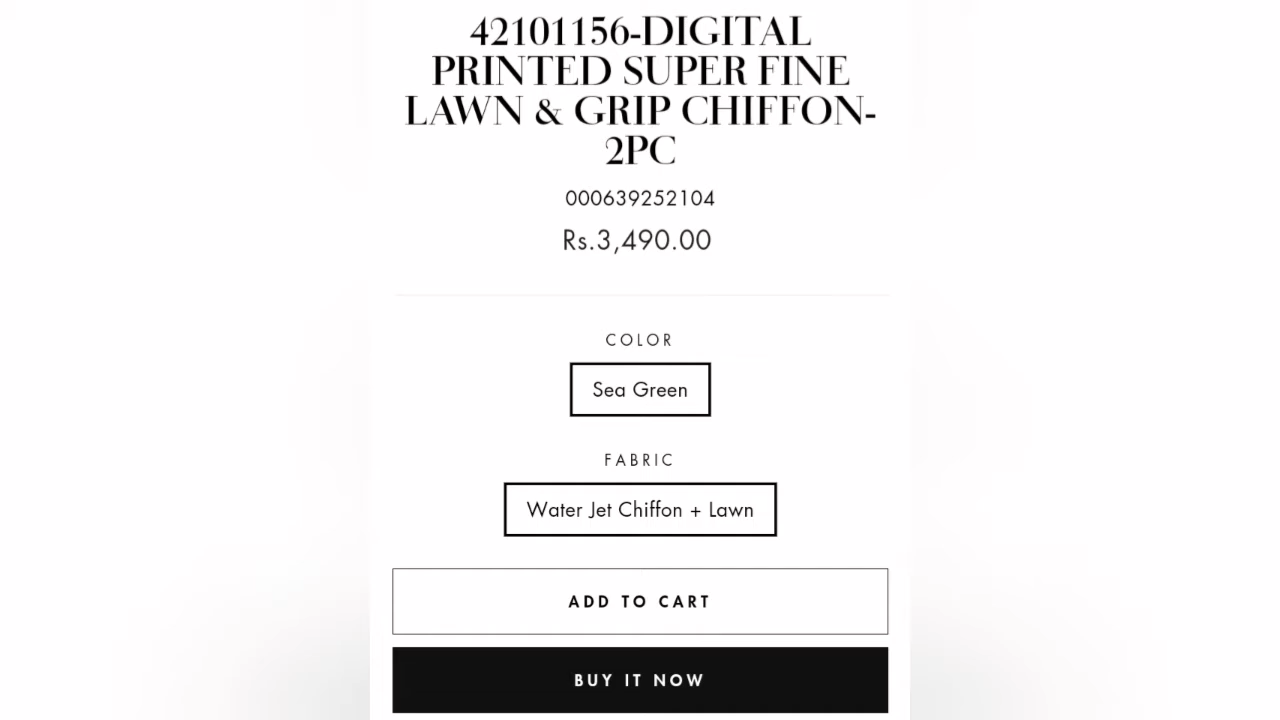 42101156-DIGITAL
PRINTED SUPER FINE
LAWN & GRIP CHIFFON-
2PC
000639252104
Rs.3,490.00
COLOR
Sea Green
FABRIC
Water Jet Chiffon + Lawn
ADD TO CART
BUY IT NOW